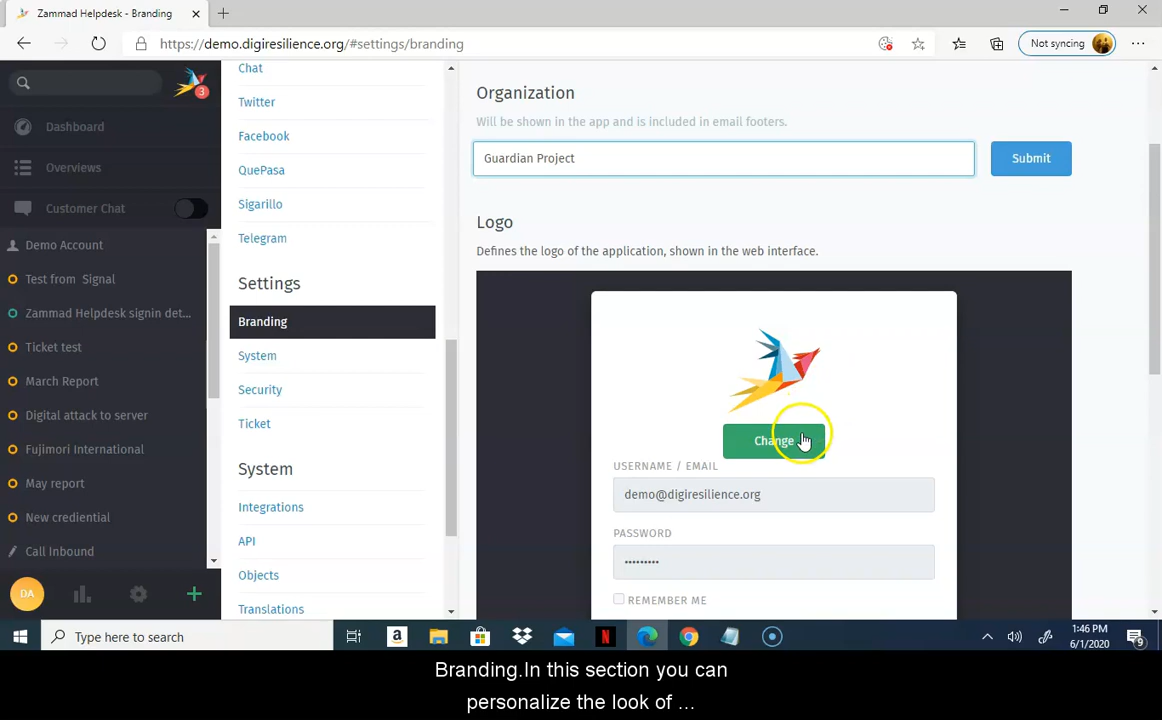 Zammad Helpdesk - Branding
https://demo.digiresilience.org/#settings/branding
Not syncing
3
Dashboard
Overviews
Customer Chat
Demo Account
Test from Signal
Zammad Helpdesk signin det...
Ticket test
March Report
Digital attack to server
Fujimori International
May report
New crediential
Call Inbound
DA
Chat
Twitter
Facebook
QuePasa
Sigarillo
Telegram
Settings
Branding
System
Security
Ticket
System
Integrations
API
Objects
Translations
Organization
Will be shown in the app and is included in email footers.
Guardian Project
Submit
Logo
Defines the logo of the application, shown in the web interface.
Change
USERNAME / EMAIL
demo@digiresilience.org
PASSWORD
•••••••••
REMEMBER ME
Type here to search
a
N
1:46 PM
6/1/2020
9
Branding.In this section you can
personalize the look of ...